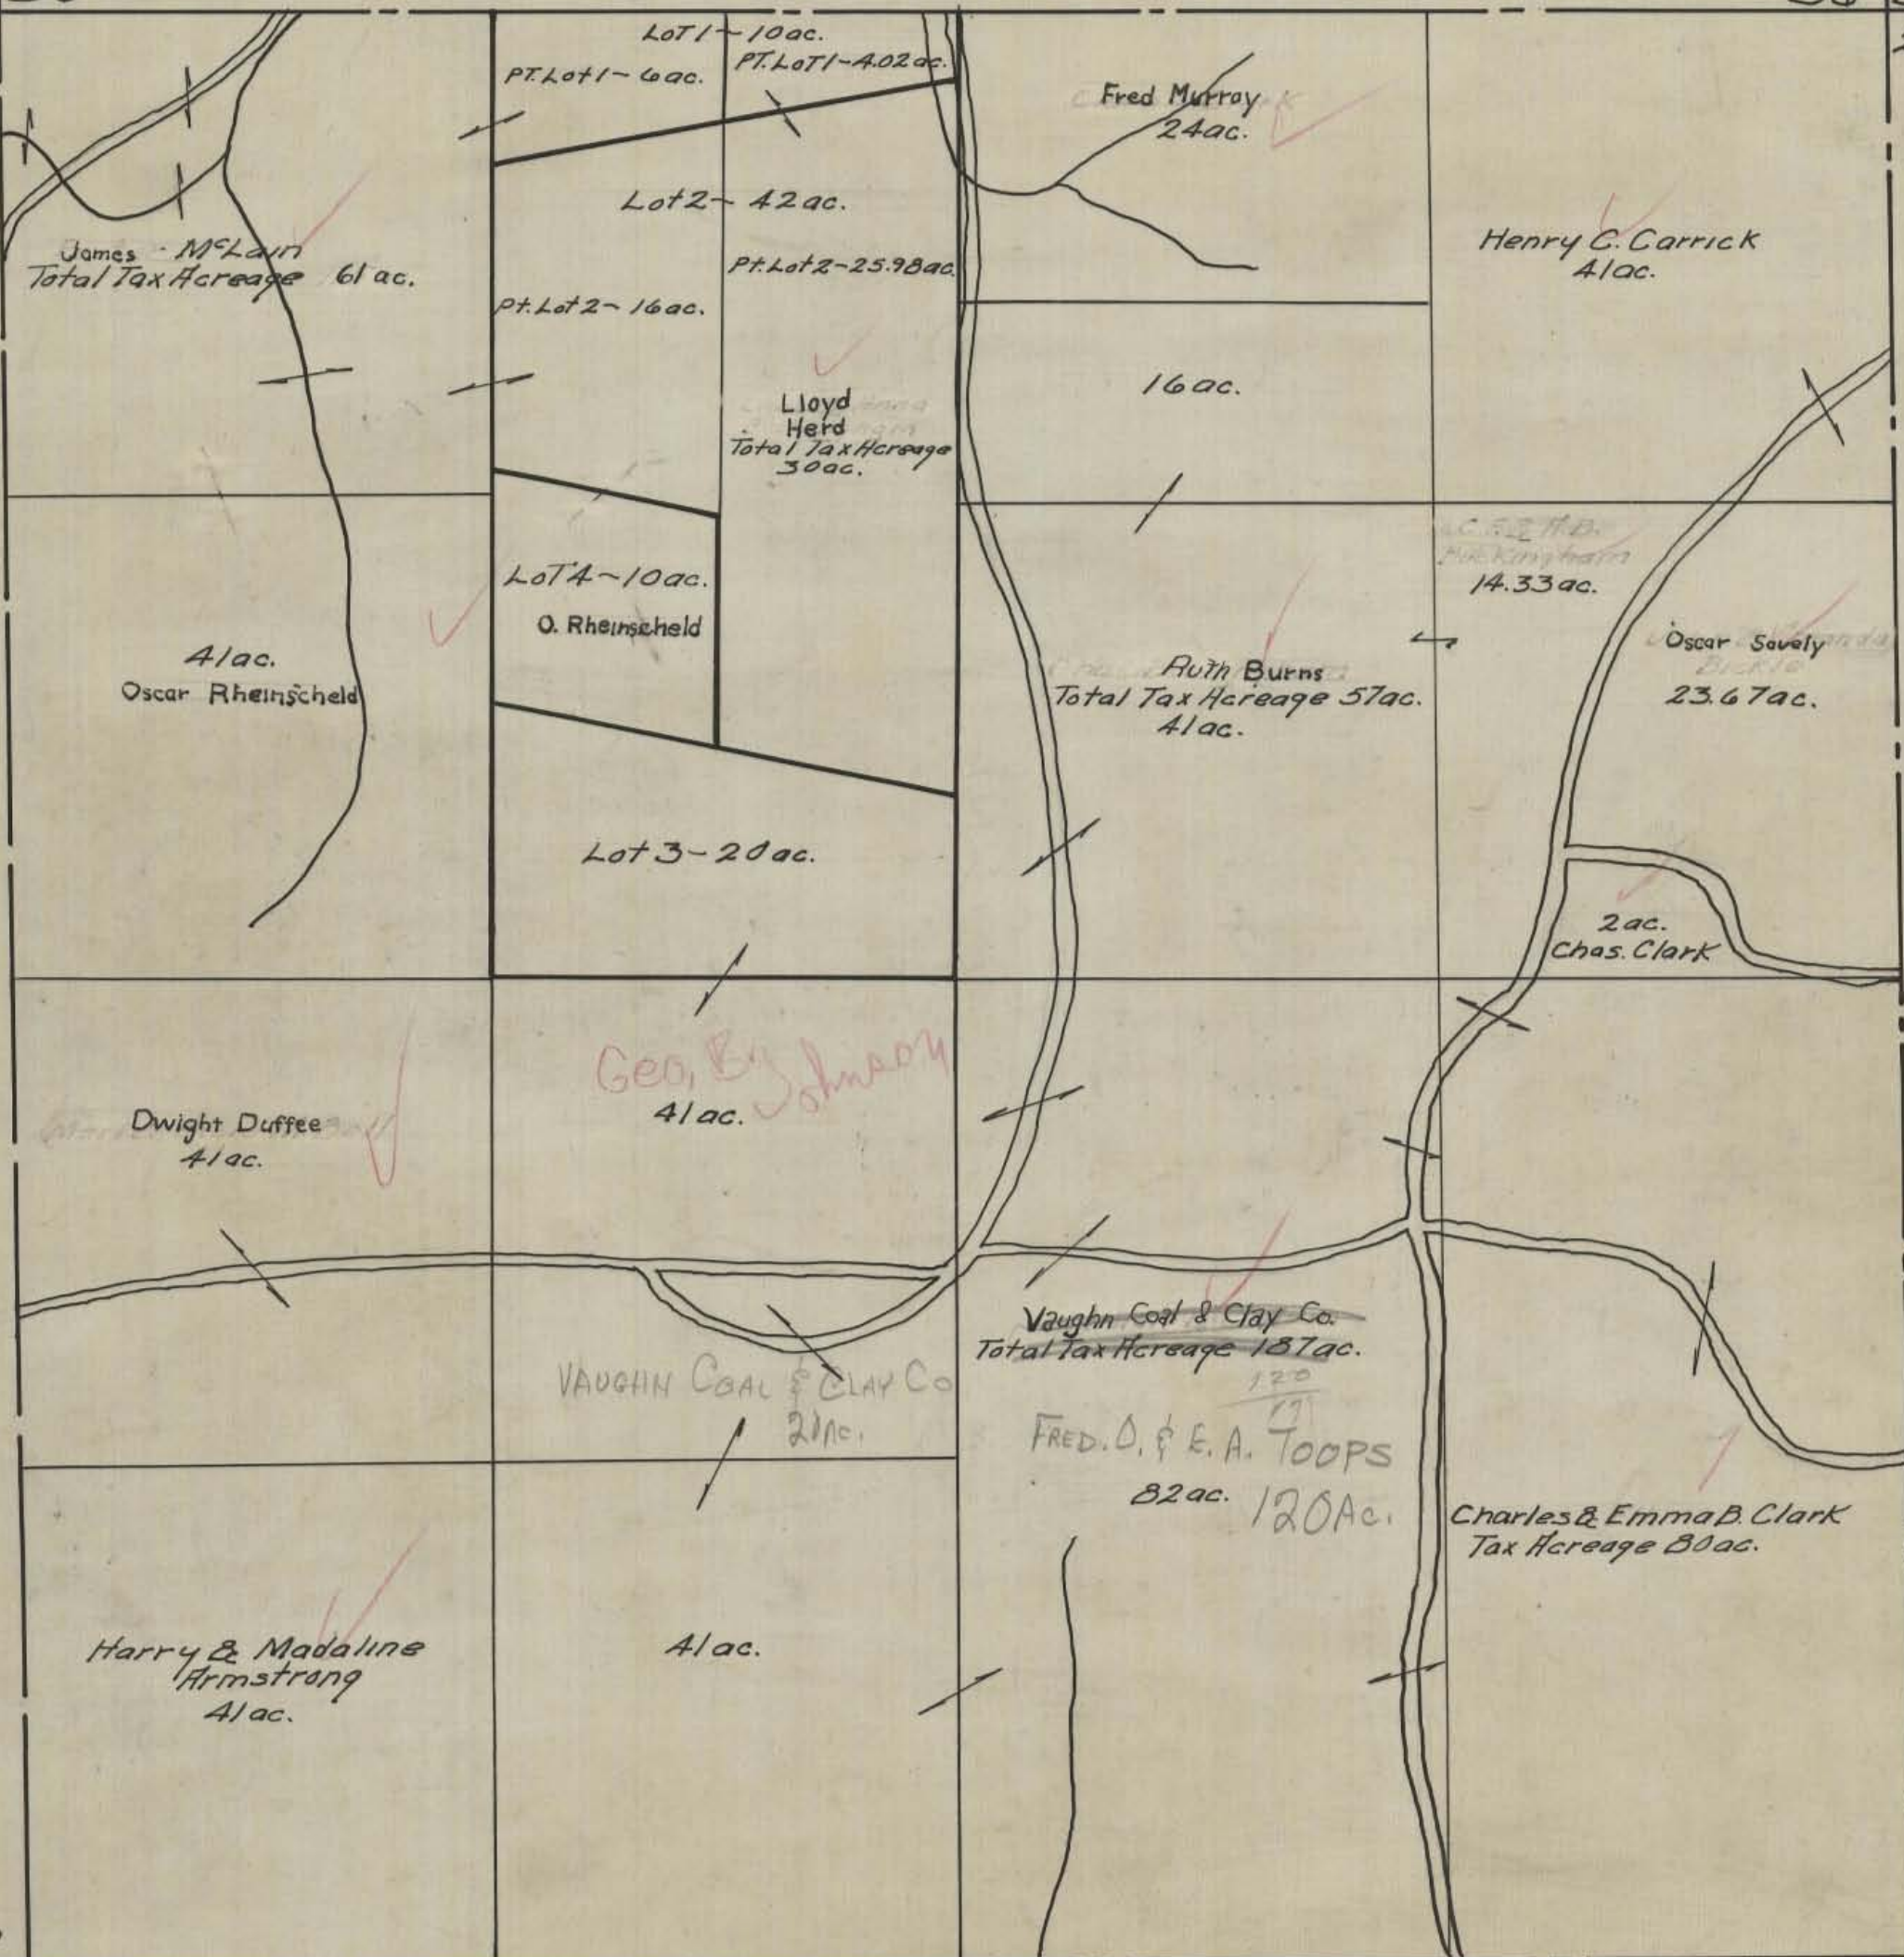 LOT 1 - 10ac.
PT. Lot 1 - 6ac.
PT. LOT 1 - 4.02ac.
Fred Murray
24ac.
Lot 2 - 42ac.
James McLain
Total Tax Acreage 61 ac.
Pt. Lot 2 - 25.98ac.
Pt. Lot 2 - 16ac.
Henry C. Carrick
41ac.
16ac.
Lloyd
Herd
Total Tax Acreage
30ac.
LOT 4 - 10ac.
O. Rheinscheld
14.33ac.
41ac.
Oscar Rheinscheld
Ruth Burns
Total Tax Acreage 57ac.
41ac.
Oscar Savely
23.67ac.
Lot 3 - 20ac.
2ac.
Chas. Clark
Dwight Duffee
41ac.
Geo. B. Johnson
41ac.
Vaughn Coal & Clay Co.
Total Tax Acreage 187ac.
120
VAUGHN COAL & CLAY CO
FRED. O. & E. A. TOOPS
82ac. 120Ac.
Charles & Emma B. Clark
Tax Acreage 80ac.
Harry & Madaline
Armstrong
41ac.
41ac.